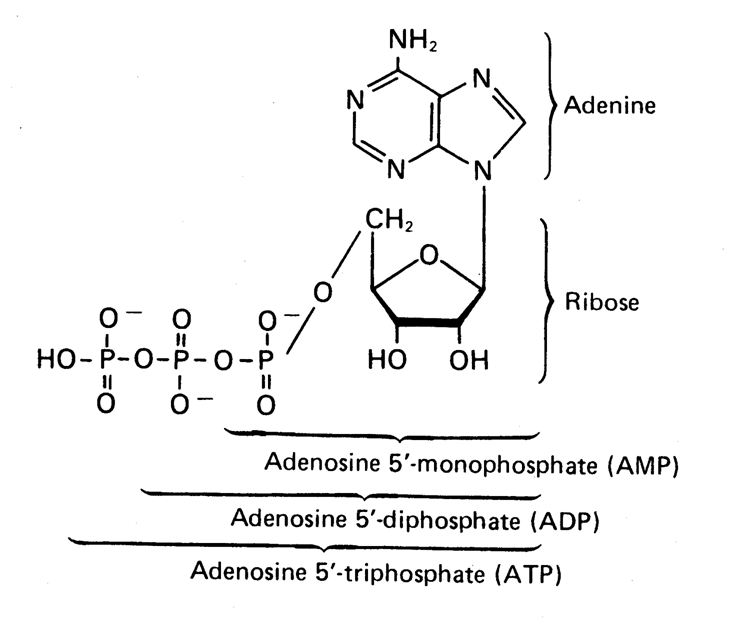 NH₂
N
N
Adenine
N
N
CH₂
O
O
Ribose
O⁻ O O⁻
HO-P-O-P-O-P
HO OH
O O⁻ O
Adenosine 5′-monophosphate (AMP)
Adenosine 5′-diphosphate (ADP)
Adenosine 5′-triphosphate (ATP)